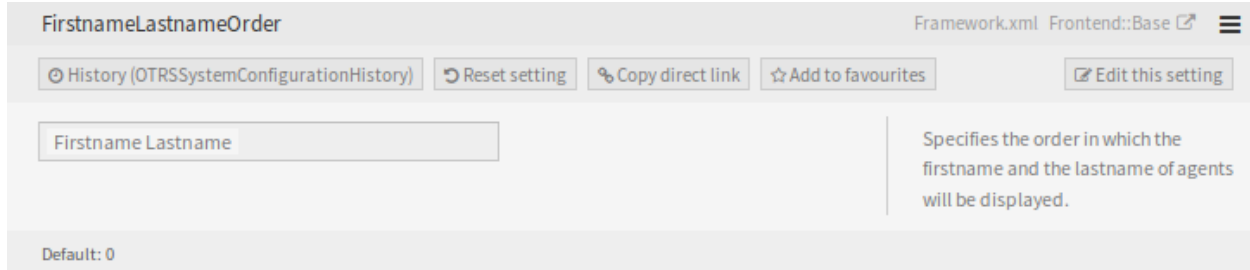 FirstnameLastnameOrder Framework.xml Frontend::Base
History (OTRSSystemConfigurationHistory) Reset setting Copy direct link Add to favourites Edit this setting
Firstname Lastname
Specifies the order in which the
firstname and the lastname of agents
will be displayed.
Default: 0